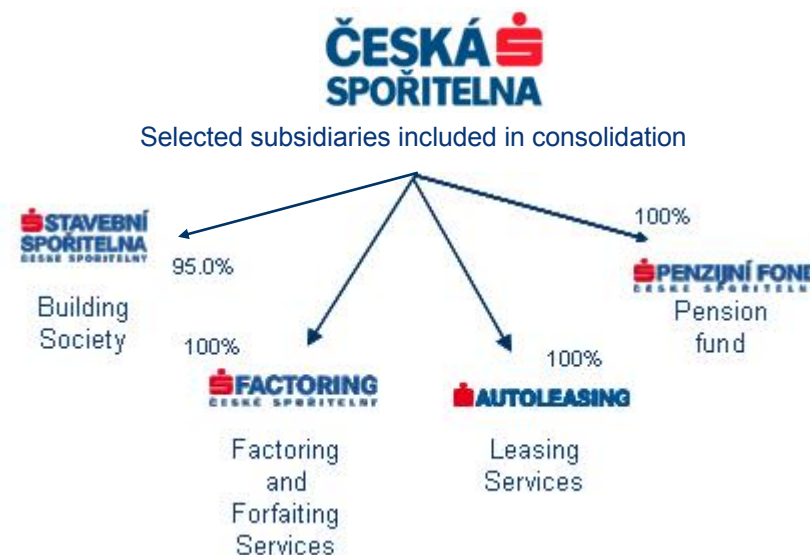 ČESKÁ
SPOŘITELNA
Selected subsidiaries included in consolidation
STAVEBNÍ
SPOŘITELNA
ČESKÉ SPOŘITELNY
95.0%
Building
Society
100%
FACTORING
ČESKÉ SPOŘITELNY
Factoring
and
Forfaiting
Services
100%
AUTOLEASING
Leasing
Services
100%
PENZIJNÍ FOND
ČESKÉ SPOŘITELN
Pension
fund